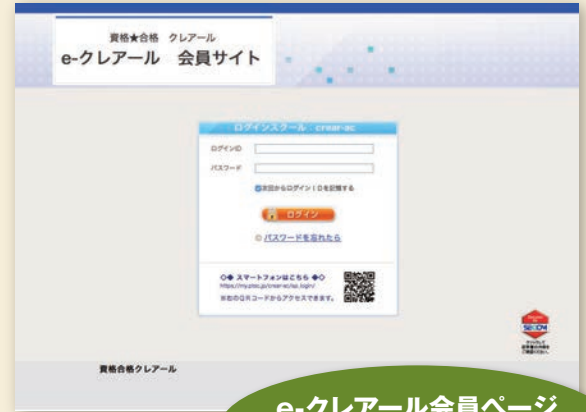 資格★合格 クレアール
e-クレアール 会員サイト
ログインスクール：crear-ac
ログインID
パスワード
次回からログインIDを記憶する
ログイン
パスワードを忘れたら
◇◆ スマートフォンはこちら ◆◇
※右のQRコードからアクセスできます。
SECOM
資格合格クレアール
e-クレアール会員ページ